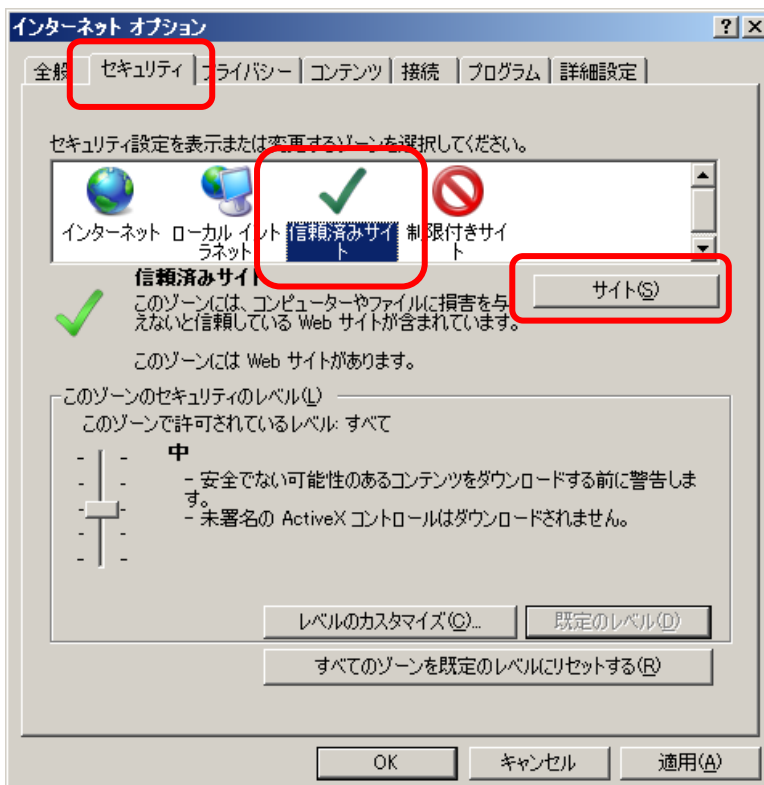 インターネット オプション
全般 セキュリティ プライバシー コンテンツ 接続 プログラム 詳細設定
セキュリティ設定を表示または変更するゾーンを選択してください。
インターネット ローカル イント 信頼済みサイ 制限付きサイ
ラネット ト ト
信頼済みサイト
サイト(S)
このゾーンには、コンピューターやファイルに損害を与
えないと信頼している Web サイトが含まれています。
このゾーンには Web サイトがあります。
このゾーンのセキュリティのレベル(L)
このゾーンで許可されているレベル: すべて
中
- 安全でない可能性のあるコンテンツをダウンロードする前に警告しま
す。
- 未署名の ActiveX コントロールはダウンロードされません。
レベルのカスタマイズ(C)... 既定のレベル(D)
すべてのゾーンを既定のレベルにリセットする(R)
OK キャンセル 適用(A)